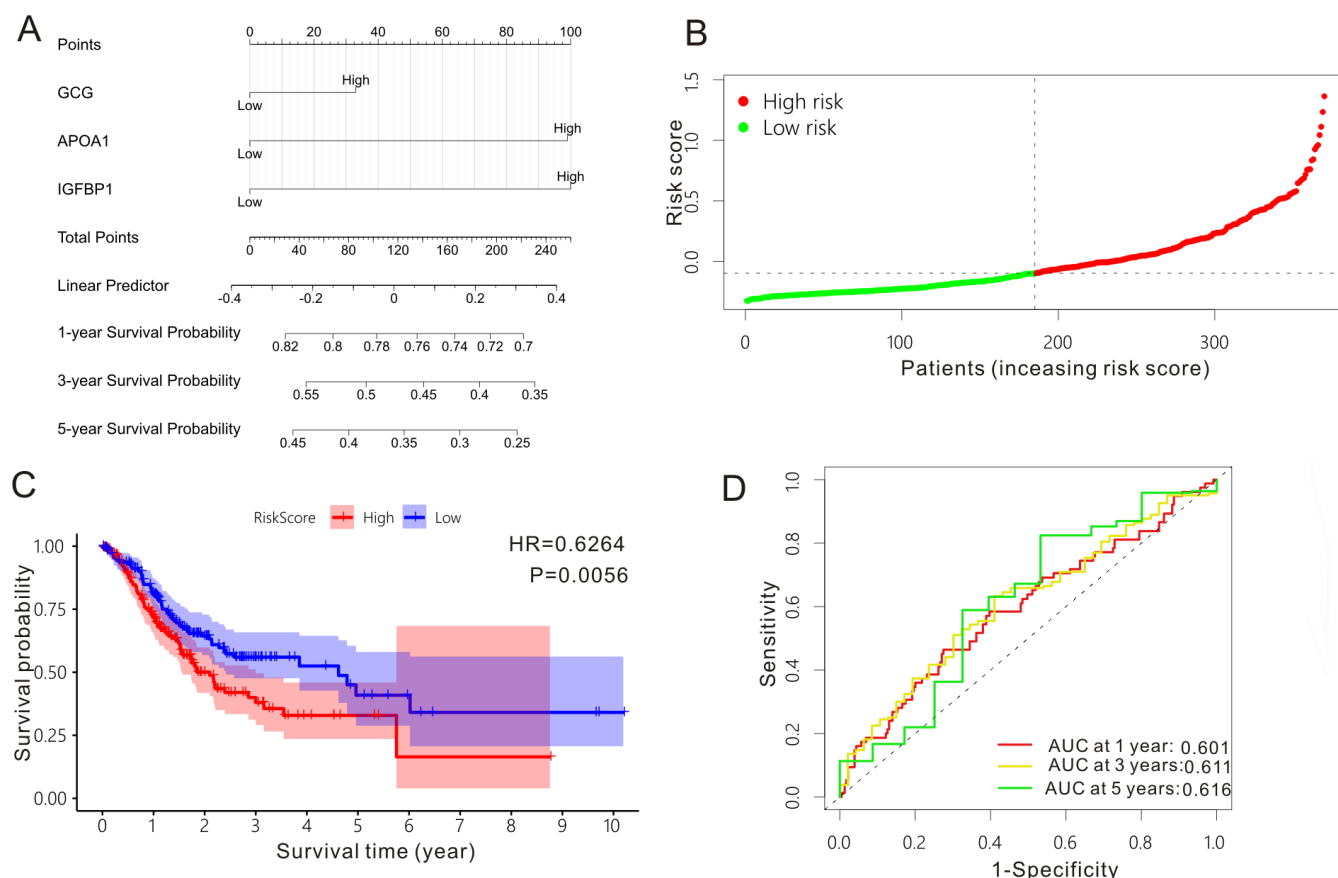 A
Points
0 20 40 60 80 100
GCG
Low
High
APOA1
Low
High
IGFBP1
Low
High
Total Points
0 40 80 120 160 200 240
Linear Predictor
-0.4 -0.2 0 0.2 0.4
1-year Survival Probability
0.82 0.8 0.78 0.76 0.74 0.72 0.7
3-year Survival Probability
0.55 0.5 0.45 0.4 0.35
5-year Survival Probability
0.45 0.4 0.35 0.3 0.25
B
High risk
Low risk
Risk score
1.5
1.0
0.5
0.0
0 100 200 300
Patients (inceasing risk score)
C
RiskScore High Low
HR=0.6264
P=0.0056
Survival probability
1.00
0.75
0.50
0.25
0.00
0 1 2 3 4 5 6 7 8 9 10
Survival time (year)
D
Sensitivity
1.0
0.8
0.6
0.4
0.2
0.0
AUC at 1 year: 0.601
AUC at 3 years:0.611
AUC at 5 years:0.616
0.0 0.2 0.4 0.6 0.8 1.0
1-Specificity